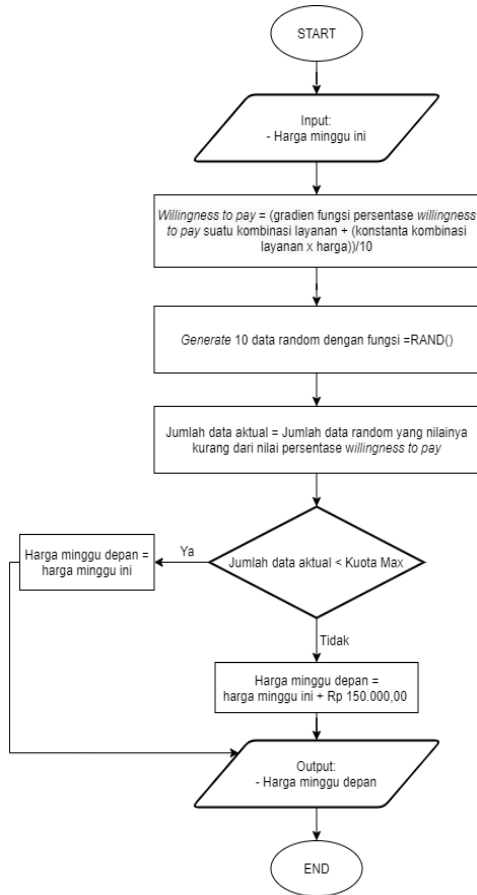 START
Input:
- Harga minggu ini
Willingness to pay = (gradien fungsi persentase willingness
to pay suatu kombinasi layanan + (konstanta kombinasi
layanan x harga))/10
Generate 10 data random dengan fungsi =RAND()
Jumlah data aktual = Jumlah data random yang nilainya
kurang dari nilai persentase willingness to pay
Jumlah data aktual < Kuota Max
Ya
Harga minggu depan =
harga minggu ini
Tidak
Harga minggu depan =
harga minggu ini + Rp 150.000,00
Output:
- Harga minggu depan
END